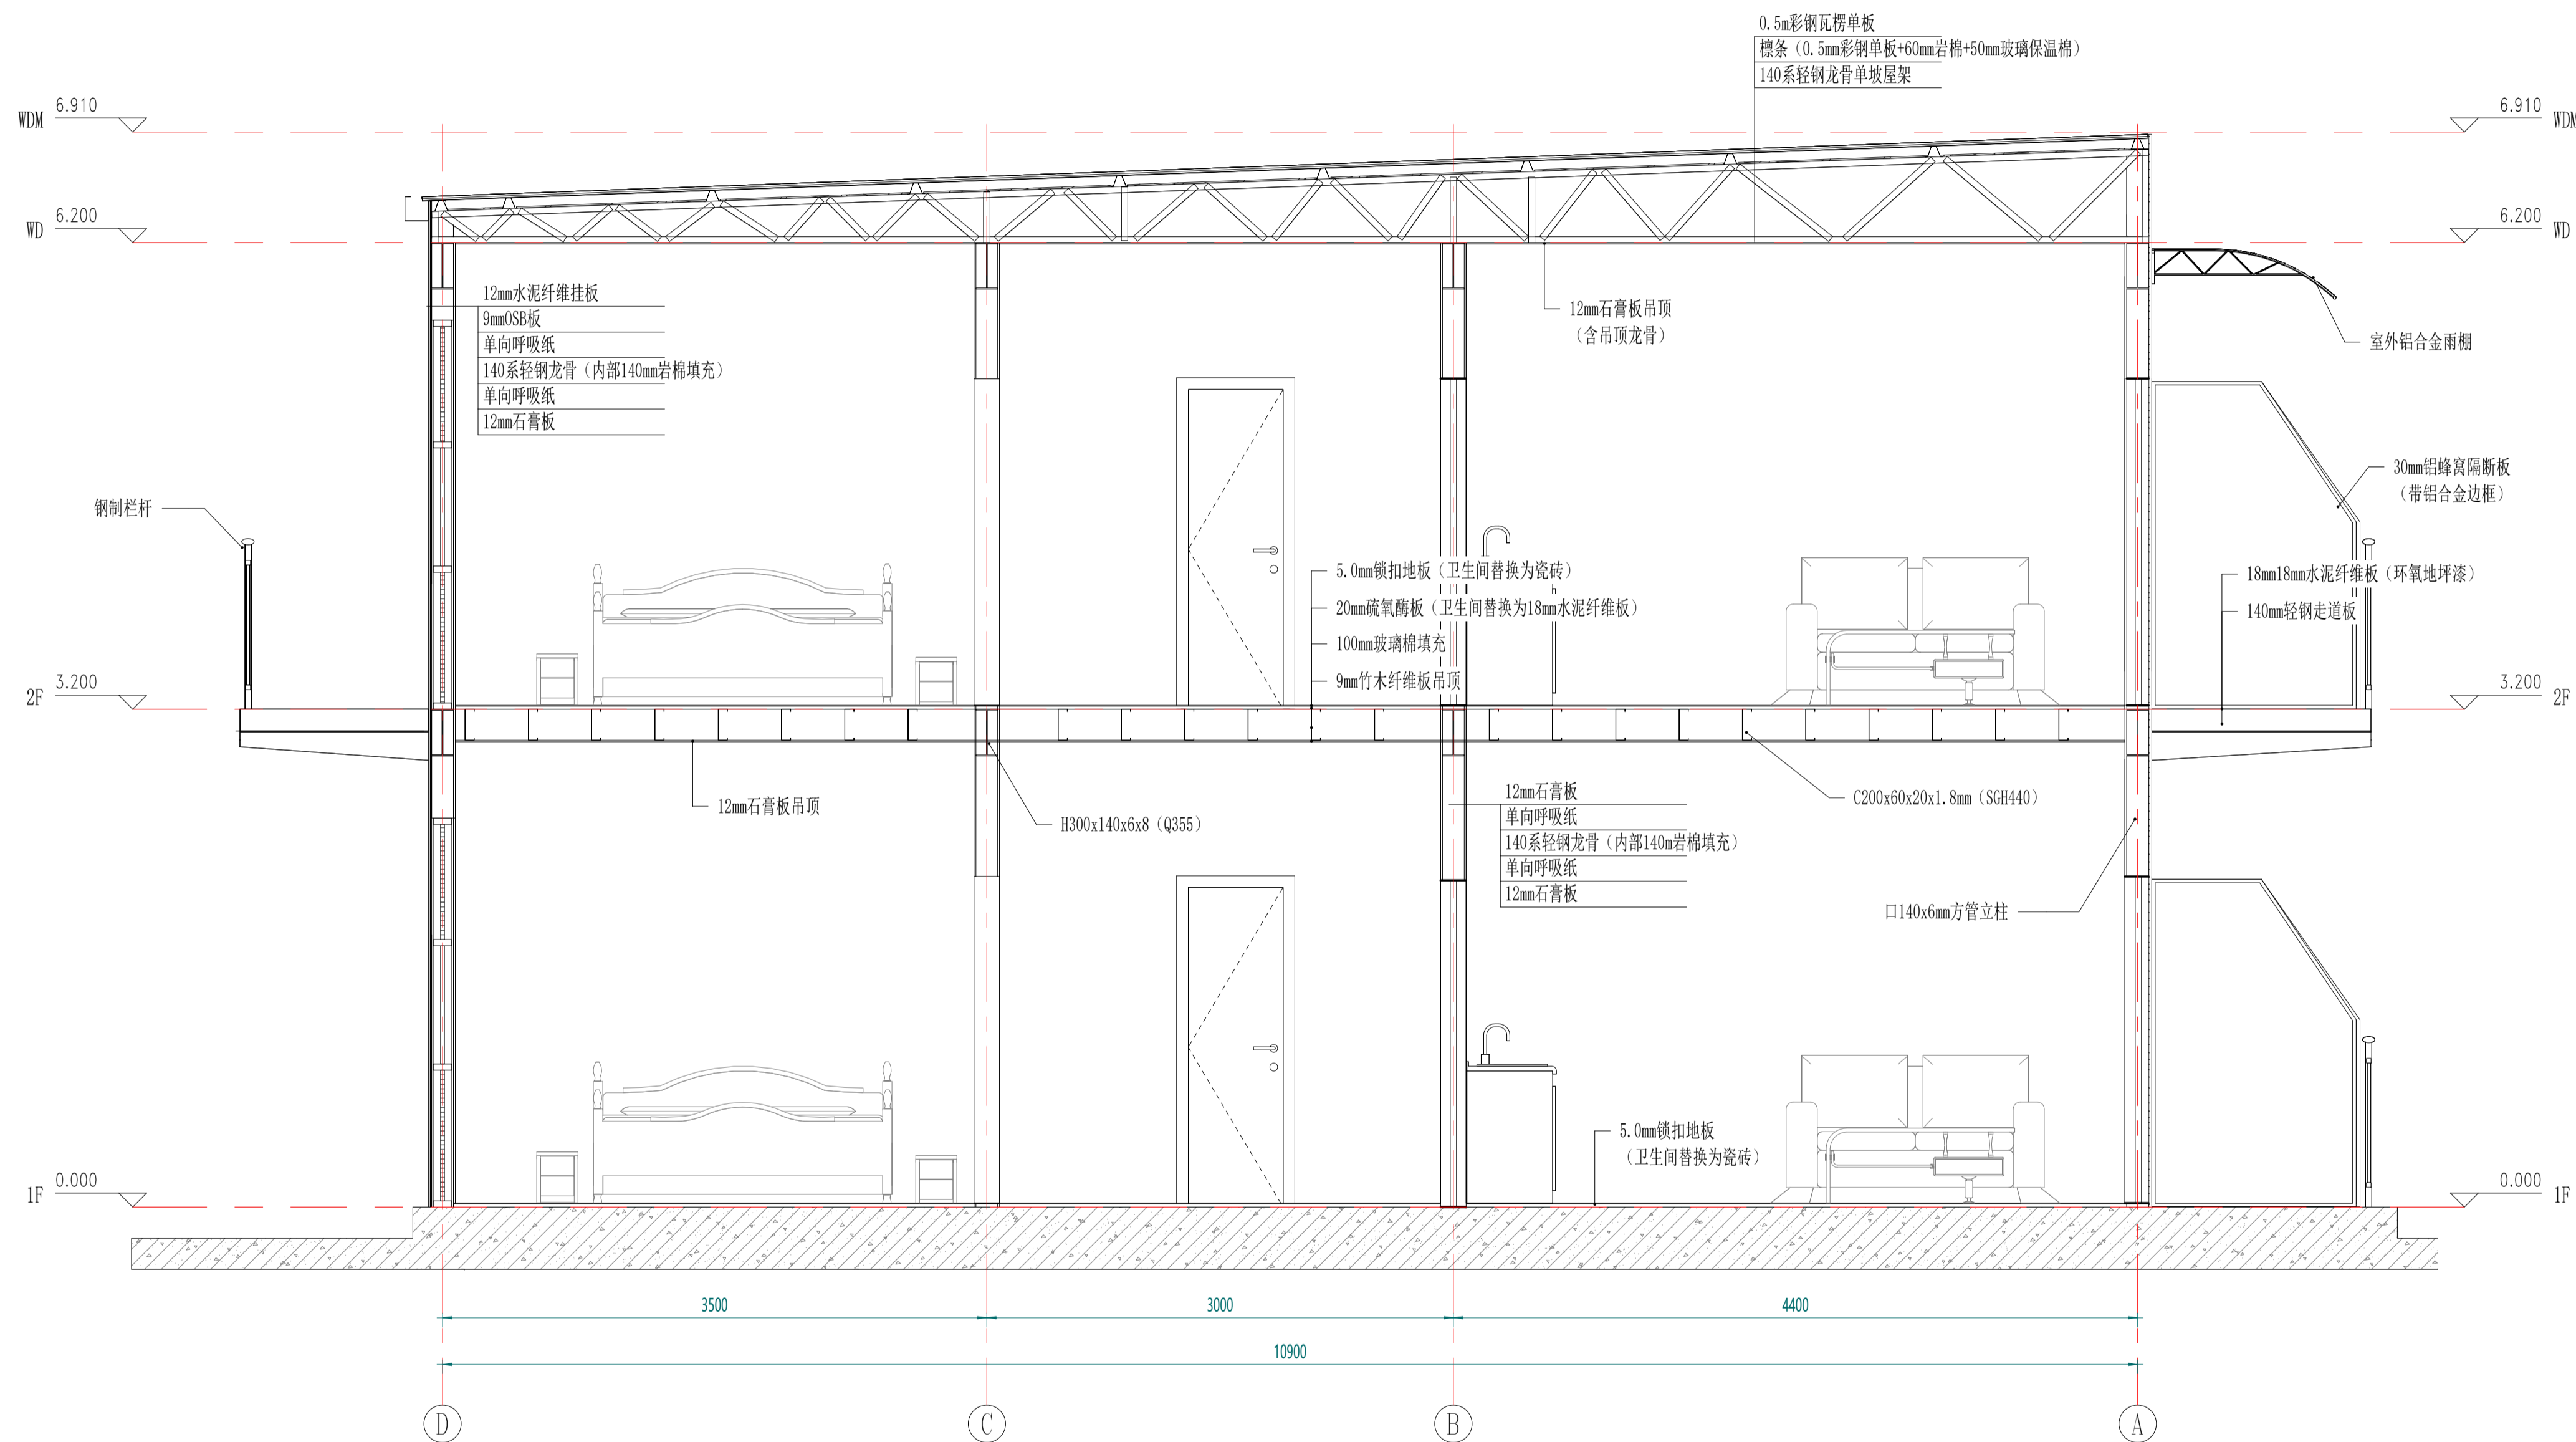 0.5m彩钢瓦楞单板
檩条（0.5mm彩钢单板+60mm岩棉+50mm玻璃保温棉）
140系轻钢龙骨单坡屋架
6.910
WDM
6.910
WDM
6.200
WD
6.200
WD
12mm水泥纤维挂板
9mmOSB板
单向呼吸纸
140系轻钢龙骨（内部140mm岩棉填充）
单向呼吸纸
12mm石膏板
12mm石膏板吊顶
（含吊顶龙骨）
室外铝合金雨棚
30mm铝蜂窝隔断板
（带铝合金边框）
钢制栏杆
5.0mm锁扣地板（卫生间替换为瓷砖）
20mm硫氧酶板（卫生间替换为18mm水泥纤维板）
100mm玻璃棉填充
9mm竹木纤维板吊顶
18mm18mm水泥纤维板（环氧地坪漆）
140mm轻钢走道板
3.200
2F
3.200
2F
12mm石膏板吊顶
H300x140x6x8（Q355）
12mm石膏板
单向呼吸纸
140系轻钢龙骨（内部140m岩棉填充）
单向呼吸纸
12mm石膏板
C200x60x20x1.8mm（SGH440）
口140x6mm方管立柱
5.0mm锁扣地板
（卫生间替换为瓷砖）
0.000
1F
0.000
1F
3500
3000
4400
10900
D
C
B
A